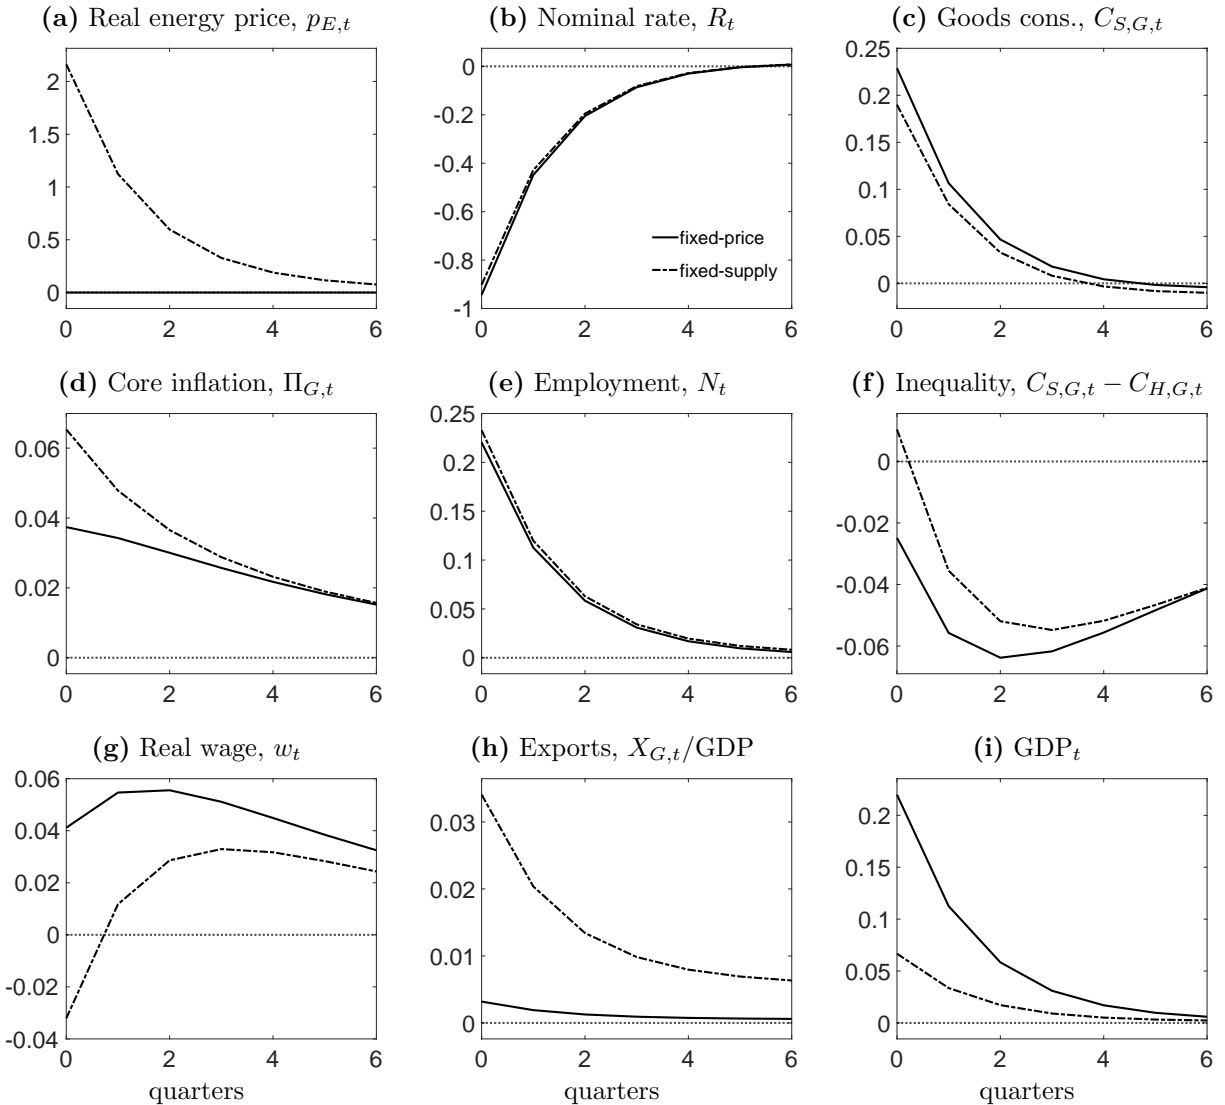 (a) Real energy price, p_{E,t}
(b) Nominal rate, R_t
(c) Goods cons., C_{S,G,t}
2
1.5
1
0.5
0
0 2 4 6
0
-0.2
-0.4
-0.6
-0.8
-1
fixed-price
fixed-supply
0 2 4 6
0.25
0.2
0.15
0.1
0.05
0
0 2 4 6
(d) Core inflation, Π_{G,t}
(e) Employment, N_t
(f) Inequality, C_{S,G,t} − C_{H,G,t}
0.06
0.04
0.02
0
0 2 4 6
0.25
0.2
0.15
0.1
0.05
0
0 2 4 6
0
-0.02
-0.04
-0.06
0 2 4 6
(g) Real wage, w_t
(h) Exports, X_{G,t}/GDP
(i) GDP_t
0.06
0.04
0.02
0
-0.02
-0.04
0 2 4 6
quarters
0.03
0.02
0.01
0
0 2 4 6
quarters
0.2
0.15
0.1
0.05
0
0 2 4 6
quarters